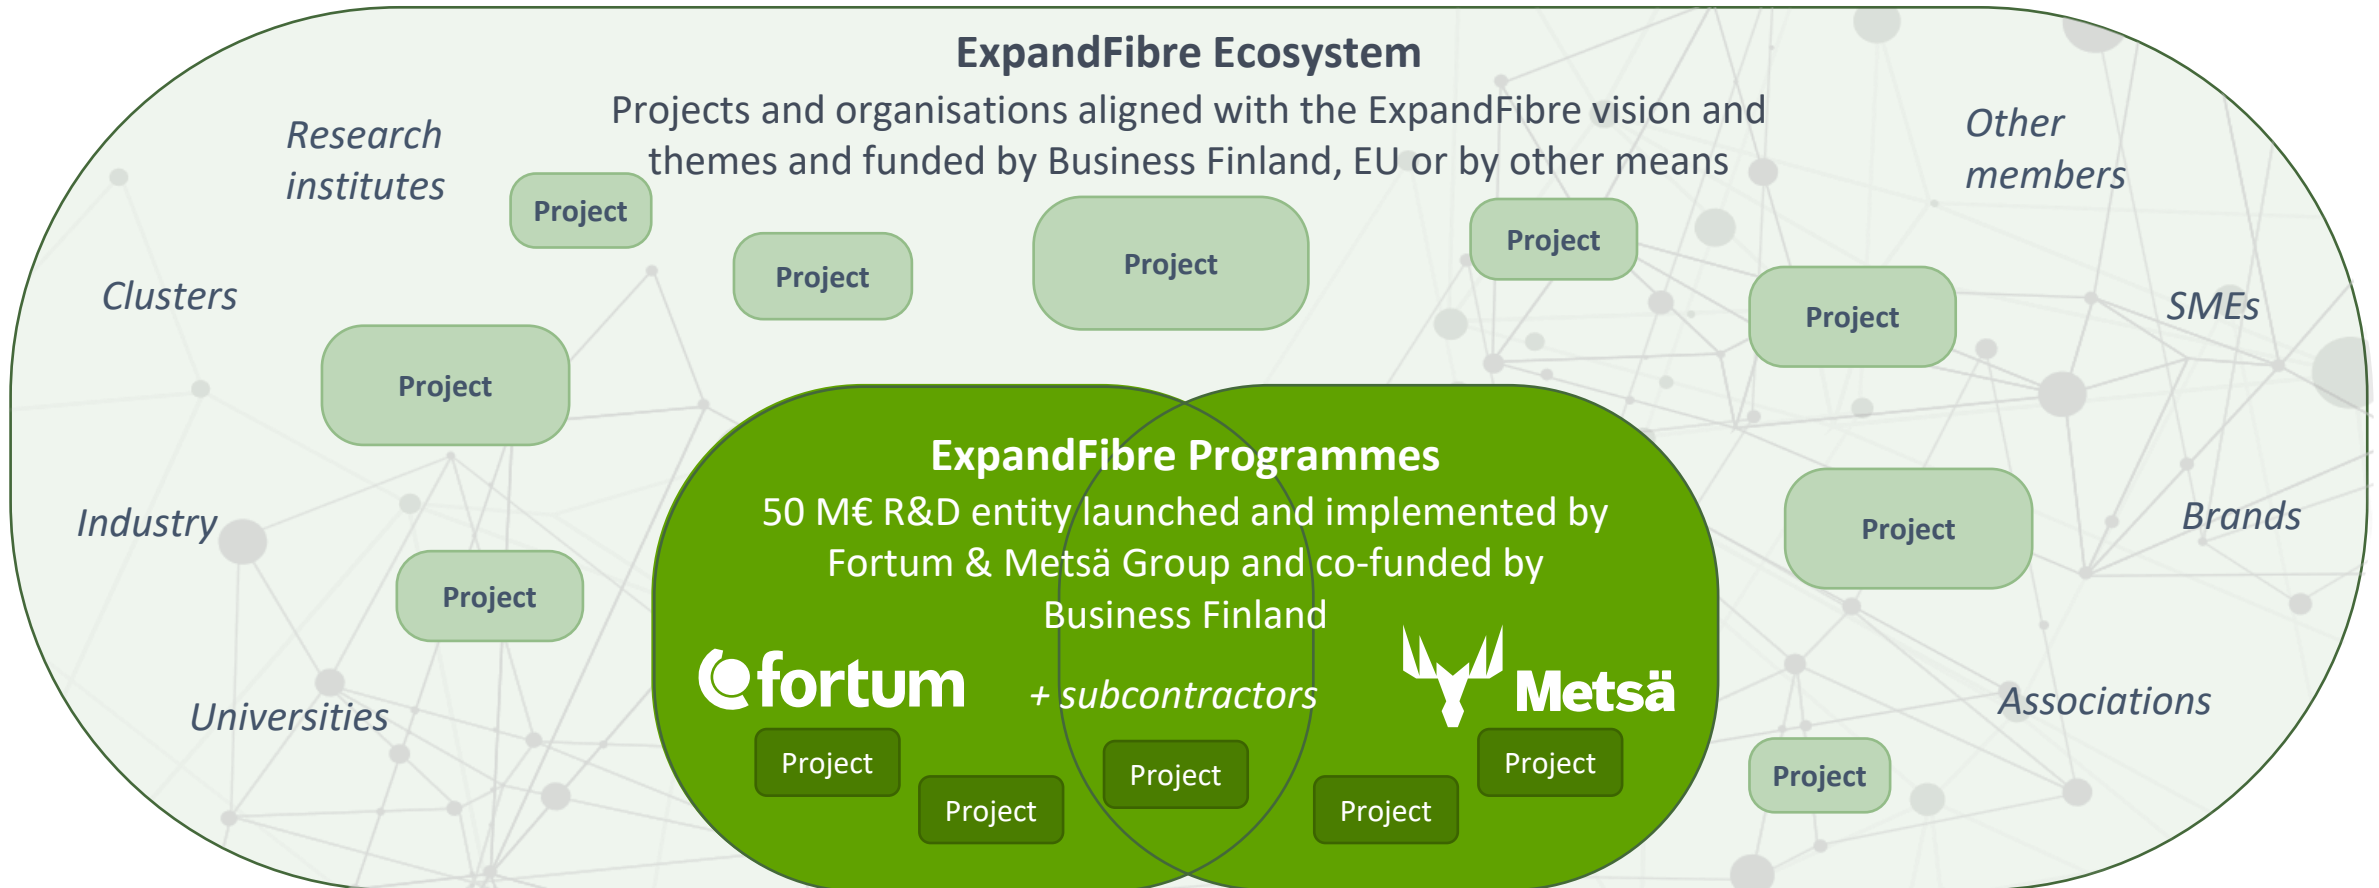 ExpandFibre Ecosystem
Projects and organisations aligned with the ExpandFibre vision and
themes and funded by Business Finland, EU or by other means
Research
institutes
Other
members
Project
Project
Project
Project
Project
Clusters
SMEs
Project
Project
Industry
Brands
Project
Universities
Associations
Project
ExpandFibre Programmes
50 M€ R&D entity launched and implemented by
Fortum & Metsä Group and co-funded by
Business Finland
fortum
+ subcontractors
Metsä
Project
Project
Project
Project
Project